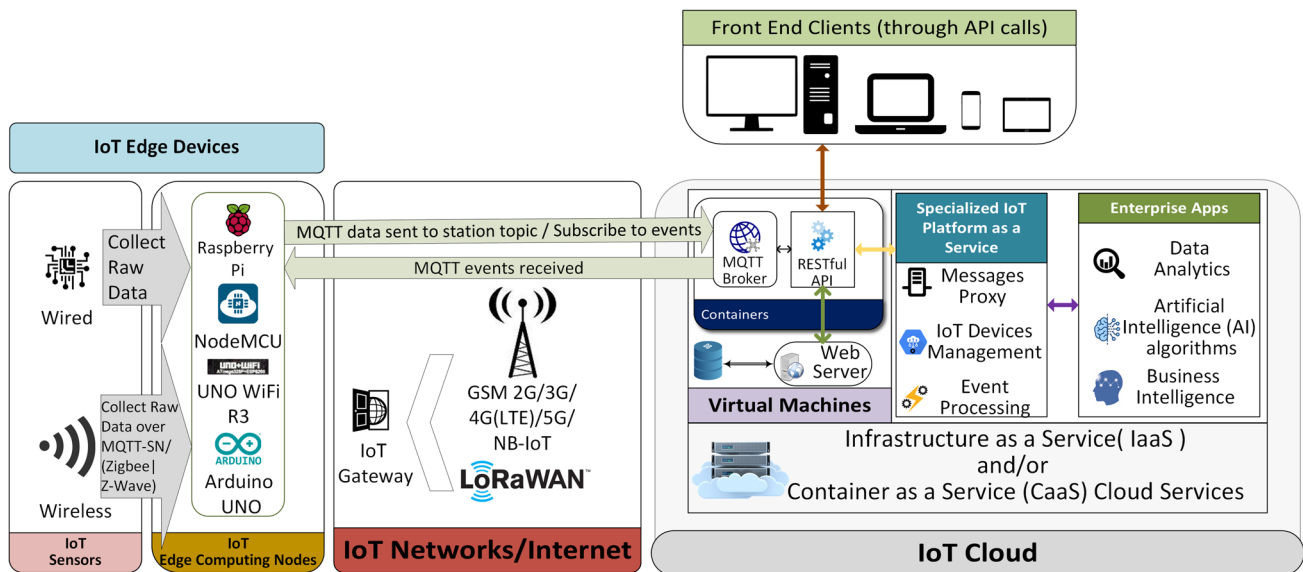 Front End Clients (through API calls)
IoT Edge Devices
Wired
Collect
Raw
Data
Wireless
Collect Raw
Data over
MQTT-SN/
(Zigbee|
Z-Wave)
IoT
Sensors
Raspberry
Pi
NodeMCU
UNO+WiFi
ATmega328P+ESP8266
UNO WiFi
R3
ARDUINO
Arduino
UNO
IoT
Edge Computing Nodes
MQTT data sent to station topic / Subscribe to events
MQTT events received
IoT
Gateway
GSM 2G/3G/
4G(LTE)/5G/
NB-IoT
LoRaWAN™
IoT Networks/Internet
MQTT
Broker
RESTful
API
Containers
Web
Server
Virtual Machines
Specialized IoT
Platform as a
Service
Messages
Proxy
IoT Devices
Management
Event
Processing
Enterprise Apps
Data
Analytics
Artificial
Intelligence (AI)
algorithms
Business
Intelligence
Infrastructure as a Service( IaaS )
and/or
Container as a Service (CaaS) Cloud Services
IoT Cloud